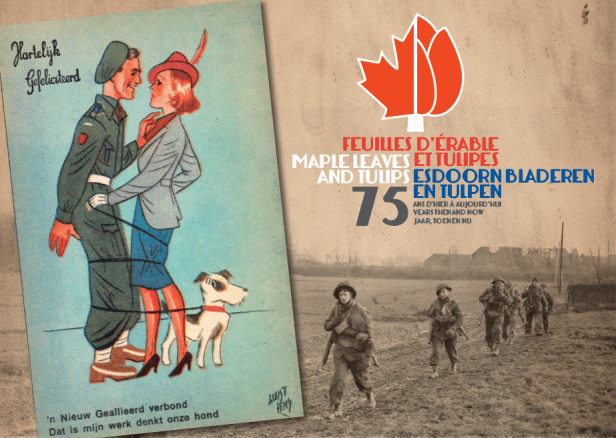 Hartelijk
Gefeliciteerd
'n Nieuw Geallieerd verbond
Dat is mijn werk denkt onze hond
FEUILLES D'ÉRABLE
MAPLE LEAVES ET TULIPES
AND TULIPS ESDOORN BLADEREN
EN TULPEN
75 ANS D'HIER À AUJOURD'HUI
YEARS THEN AND NOW
JAAR, TOEN EN NU